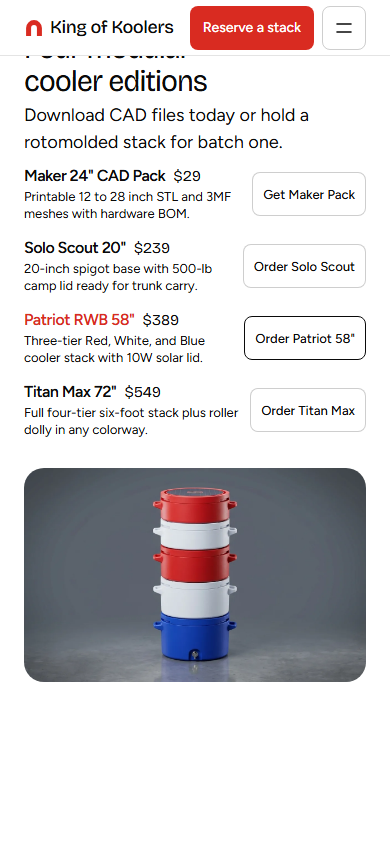 King of Koolers
Reserve a stack
cooler editions
Download CAD files today or hold a
rotomolded stack for batch one.
Maker 24" CAD Pack $29
Printable 12 to 28 inch STL and 3MF
meshes with hardware BOM.
Get Maker Pack
Solo Scout 20" $239
20-inch spigot base with 500-lb
camp lid ready for trunk carry.
Order Solo Scout
Patriot RWB 58" $389
Three-tier Red, White, and Blue
cooler stack with 10W solar lid.
Order Patriot 58"
Titan Max 72" $549
Full four-tier six-foot stack plus roller
dolly in any colorway.
Order Titan Max